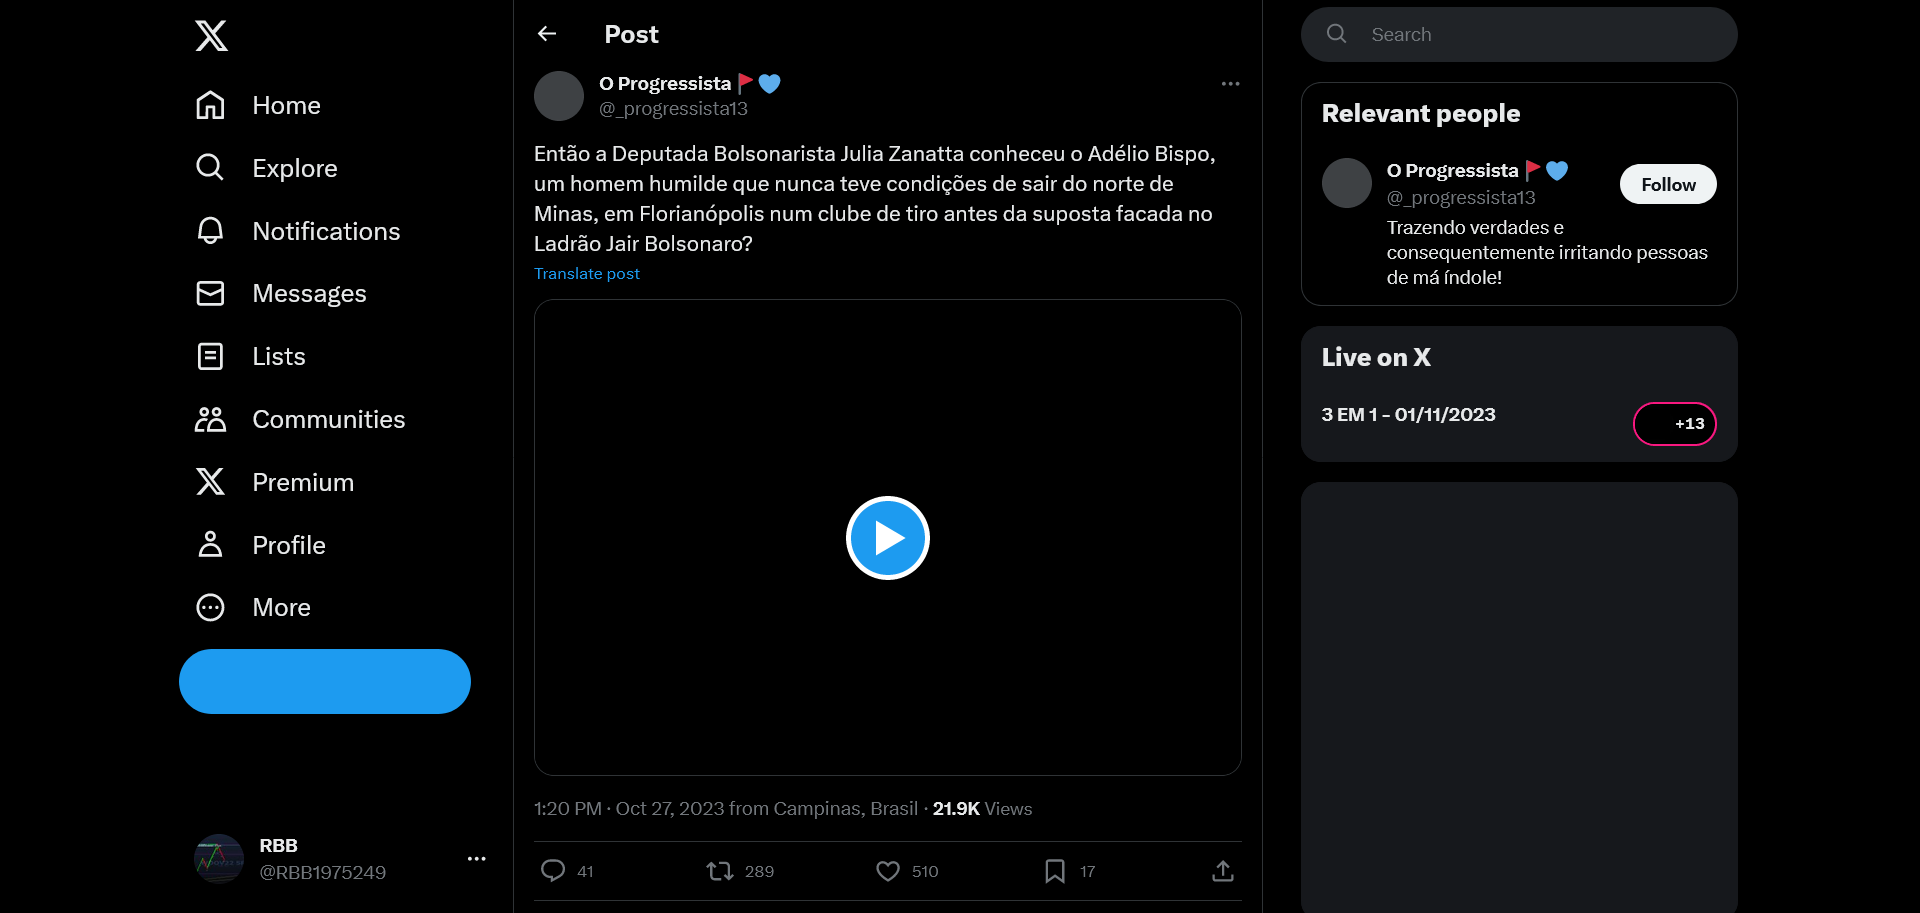 Home
Explore
Notifications
Messages
Lists
Communities
Premium
Profile
More
RBB
@RBB1975249
Post
O Progressista
@_progressista13
Então a Deputada Bolsonarista Julia Zanatta conheceu o Adélio Bispo,
um homem humilde que nunca teve condições de sair do norte de
Minas, em Florianópolis num clube de tiro antes da suposta facada no
Ladrão Jair Bolsonaro?
Translate post
1:20 PM · Oct 27, 2023 from Campinas, Brasil · 21.9K Views
41 289 510 17
Search
Relevant people
O Progressista
@_progressista13
Follow
Trazendo verdades e
consequentemente irritando pessoas
de má índole!
Live on X
3 EM 1 - 01/11/2023
+13